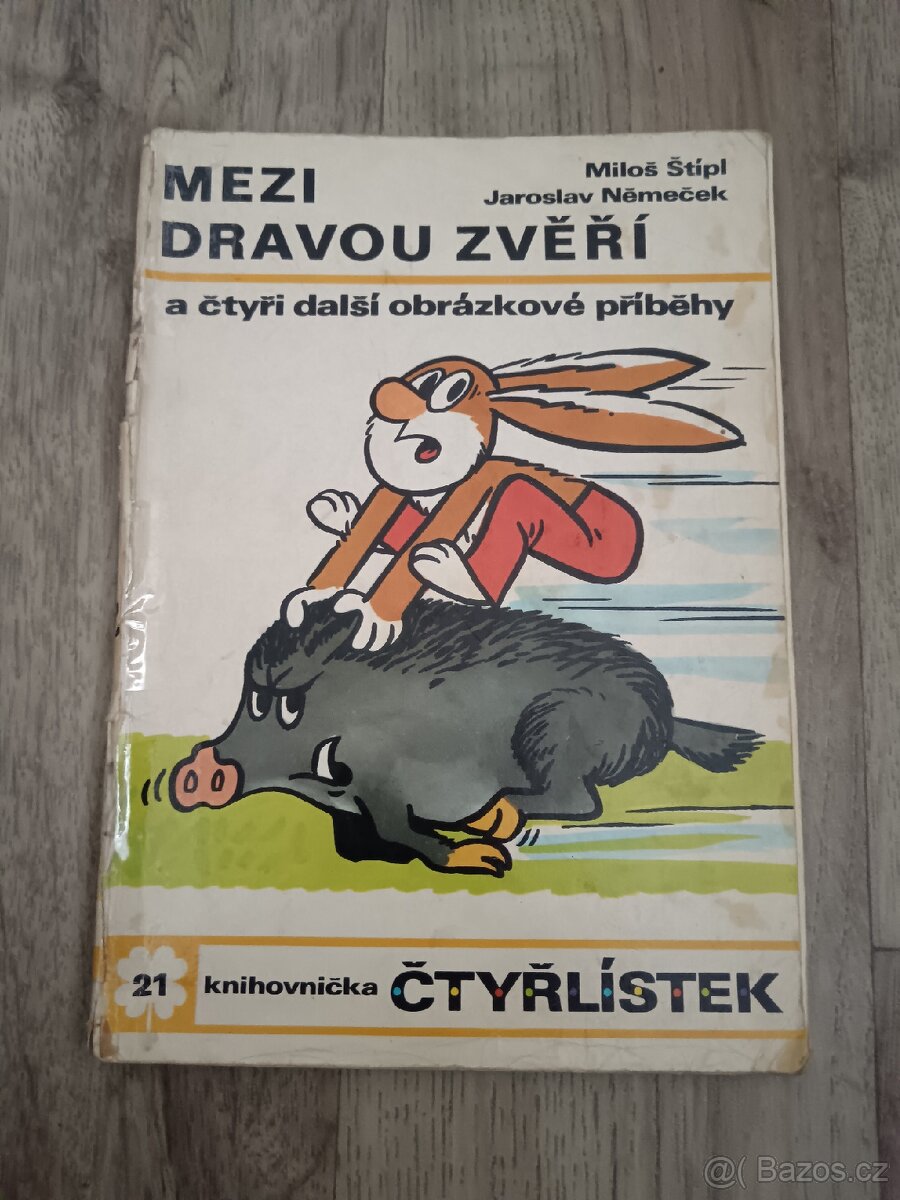 MEZI
DRAVOU ZVĚŘÍ
Miloš Štípl
Jaroslav Němeček
a čtyři další obrázkové příběhy
21
knihovnička ČTYŘLÍSTEK
@( Bazos.cz